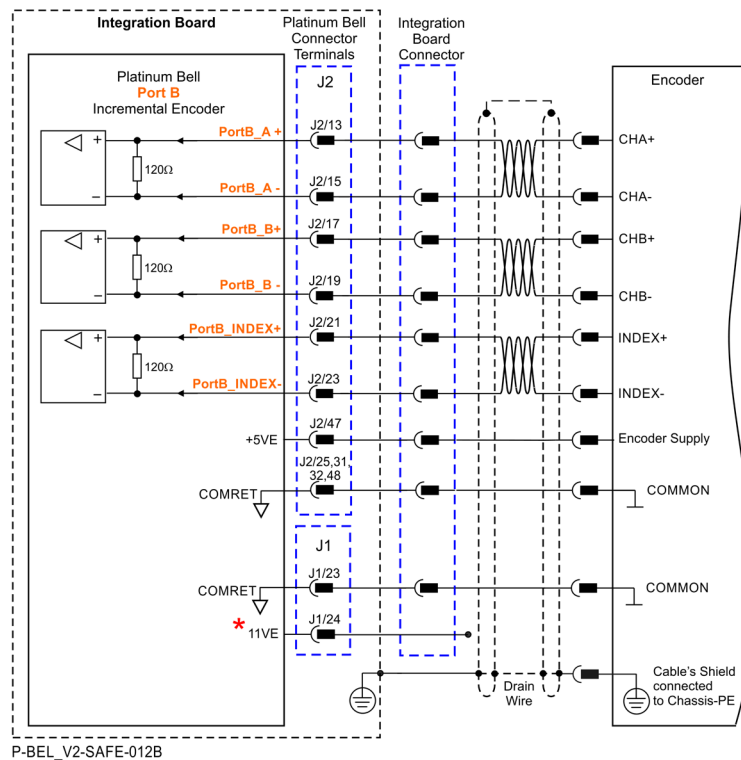 Integration Board
Platinum Bell
Connector
Terminals
Integration
Board
Connector
Platinum Bell
Port B
Incremental Encoder
J2
Encoder
PortB_A +
J2/13
CHA+
+
120Ω
−
PortB_A -
J2/15
CHA-
PortB_B+
J2/17
CHB+
+
120Ω
−
PortB_B -
J2/19
CHB-
PortB_INDEX+
J2/21
INDEX+
+
120Ω
−
PortB_INDEX-
J2/23
INDEX-
+5VE
J2/47
Encoder Supply
J2/25,31,
32,48
COMRET
COMMON
J1
COMRET
J1/23
COMMON
* 11VE
J1/24
Drain
Wire
Cable's Shield
connected
to Chassis-PE
P-BEL_V2-SAFE-012B